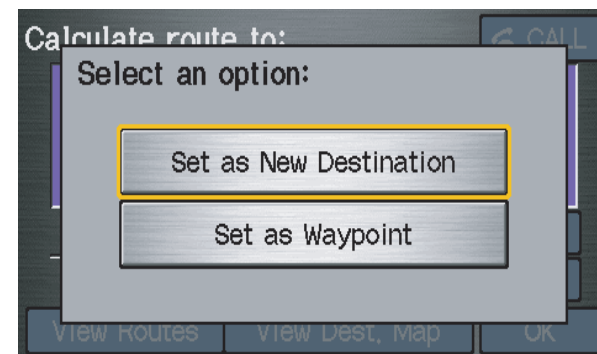 Calculate route to:
CALL
Select an option:
Set as New Destination
Set as Waypoint
View Routes
View Dest. Map
OK